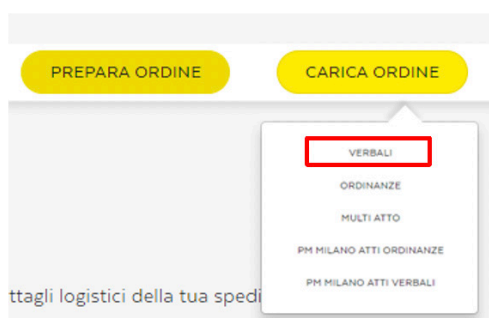 PREPARA ORDINE
CARICA ORDINE
VERBALI
ORDINANZE
MULTI ATTO
PM MILANO ATTI ORDINANZE
PM MILANO ATTI VERBALI
ttagli logistici della tua spedi